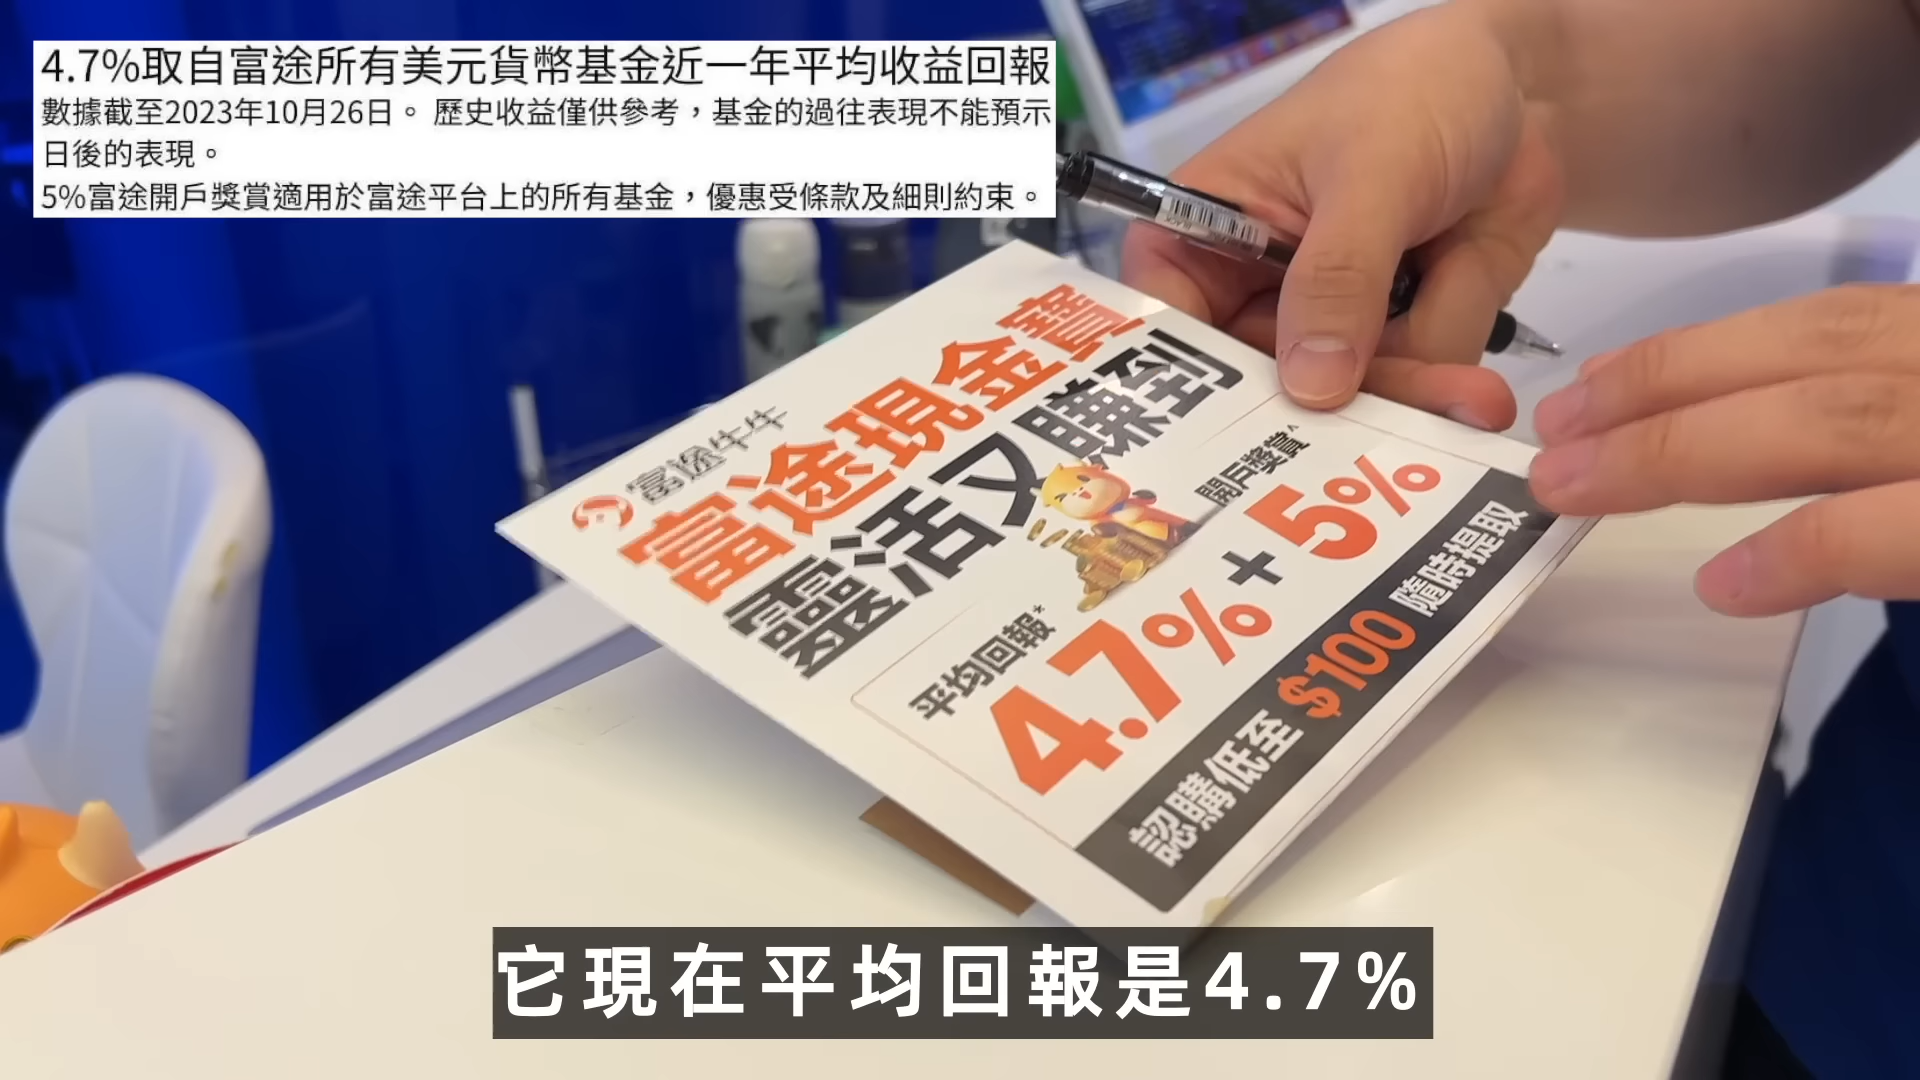 4.7%取自富途所有美元貨幣基金近一年平均收益回報
數據截至2023年10月26日。 歷史收益僅供參考，基金的過往表現不能預示
日後的表現。
5%富途開戶獎賞適用於富途平台上的所有基金，優惠受條款及細則約束。
富途牛牛
富途現金寶
靈活又賺到
平均回報*
4.7%
+
開戶獎賞^
5%
認購低至 $100 隨時提取
它現在平均回報是4.7%